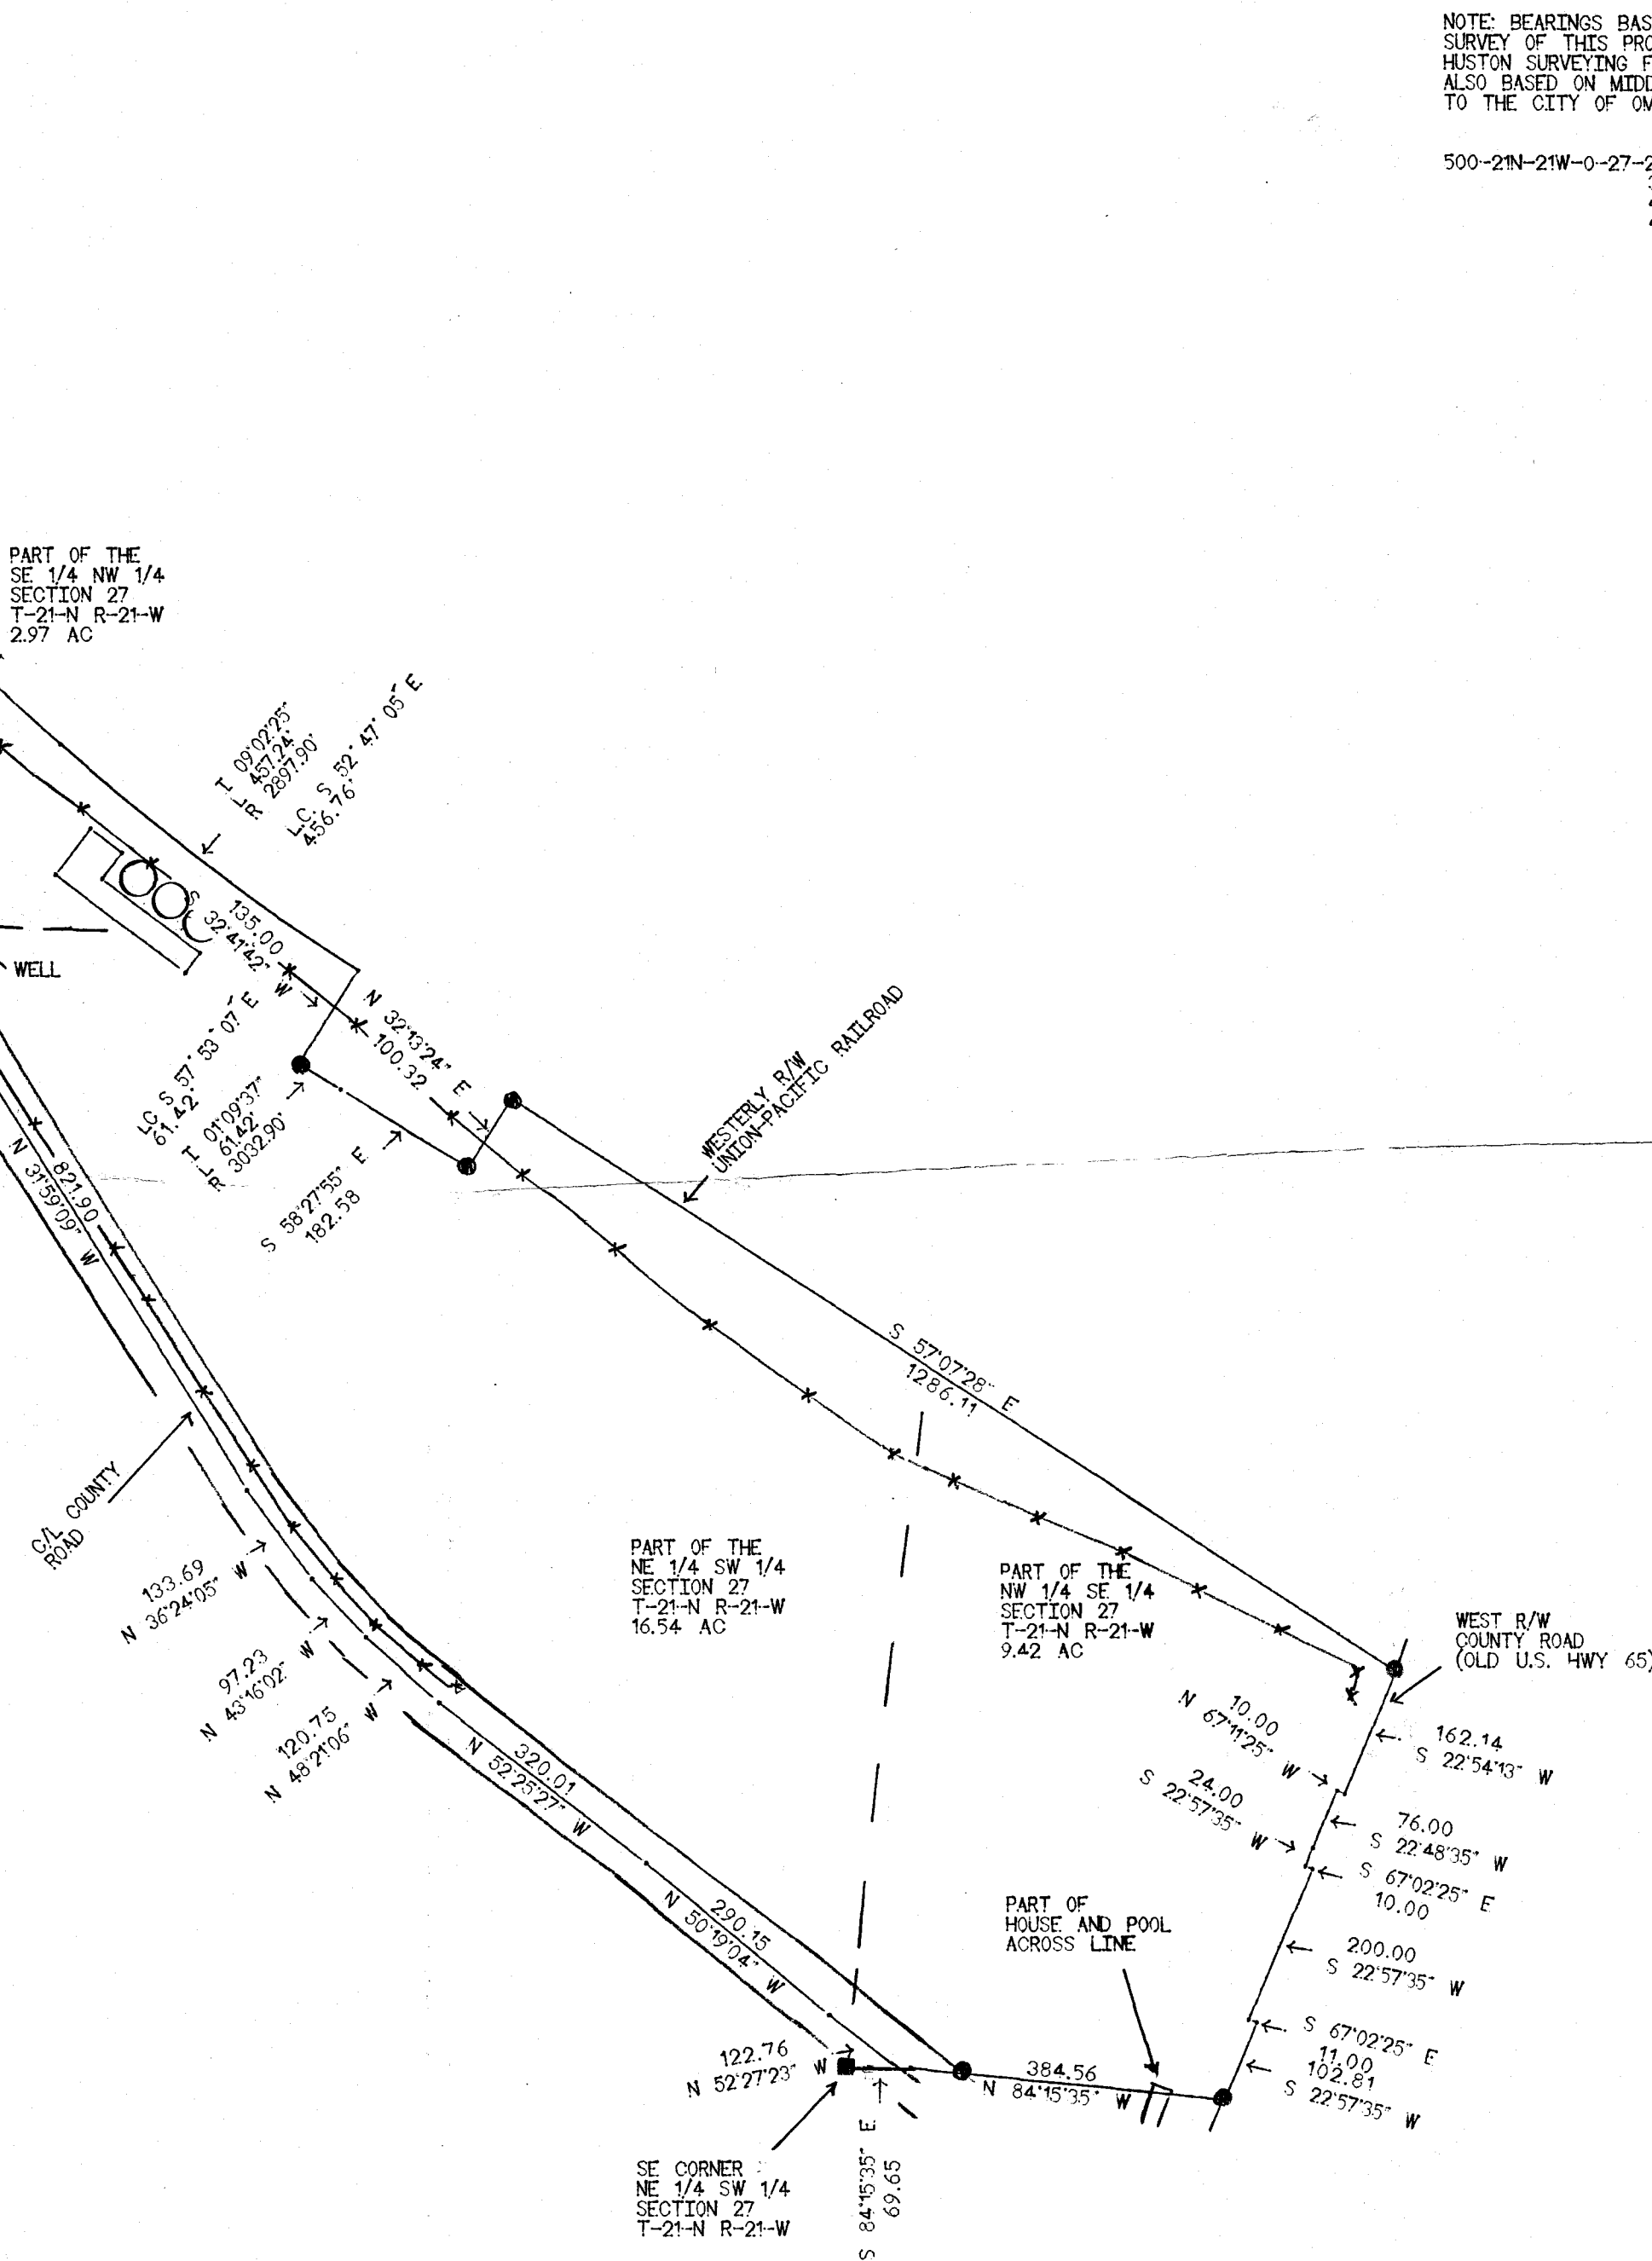 NOTE: BEARINGS BAS
SURVEY OF THIS PRO
HUSTON SURVEYING F
ALSO BASED ON MIDD
TO THE CITY OF OM
500-21N-21W-0-27-2
PART OF THE
SE 1/4 NW 1/4
SECTION 27
T-21-N R-21-W
2.97 AC
I 09°02'25"
L 457.24'
R 2897.90'
L.C. S 52° 47' 05" E
456.76'
135.00
S 32°41'42" W
WELL
N 32°13'24" E
100.32
LC S 57° 53' 07" E
61.42'
I 01°09'37"
L 61.42'
R 3032.90'
S 58°27'55" E
182.58
WESTERLY R/W
UNION-PACIFIC RAILROAD
821.90
N 31°59'09" W
S 57°07'28" E
1286.11
C/L COUNTY
ROAD
133.69
N 36°24'05" W
97.23
N 43°16'02" W
120.75
N 48°21'06" W
PART OF THE
NE 1/4 SW 1/4
SECTION 27
T-21-N R-21-W
16.54 AC
PART OF THE
NW 1/4 SE 1/4
SECTION 27
T-21-N R-21-W
9.42 AC
WEST R/W
COUNTY ROAD
(OLD U.S. HWY 65)
10.00
N 67°11'25" W
162.14
S 22°54'13" W
24.00
S 22°57'35" W
76.00
S 22°48'35" W
S 67°02'25" E
10.00
320.01
N 52°25'27" W
290.15
N 50°19'04" W
PART OF
HOUSE AND POOL
ACROSS LINE
200.00
S 22°57'35" W
S 67°02'25" E
11.00
102.81
S 22°57'35" W
122.76
N 52°27'23" W
384.56
N 84°15'35" W
S 84°15'35" E
69.65
SE CORNER
NE 1/4 SW 1/4
SECTION 27
T-21-N R-21-W